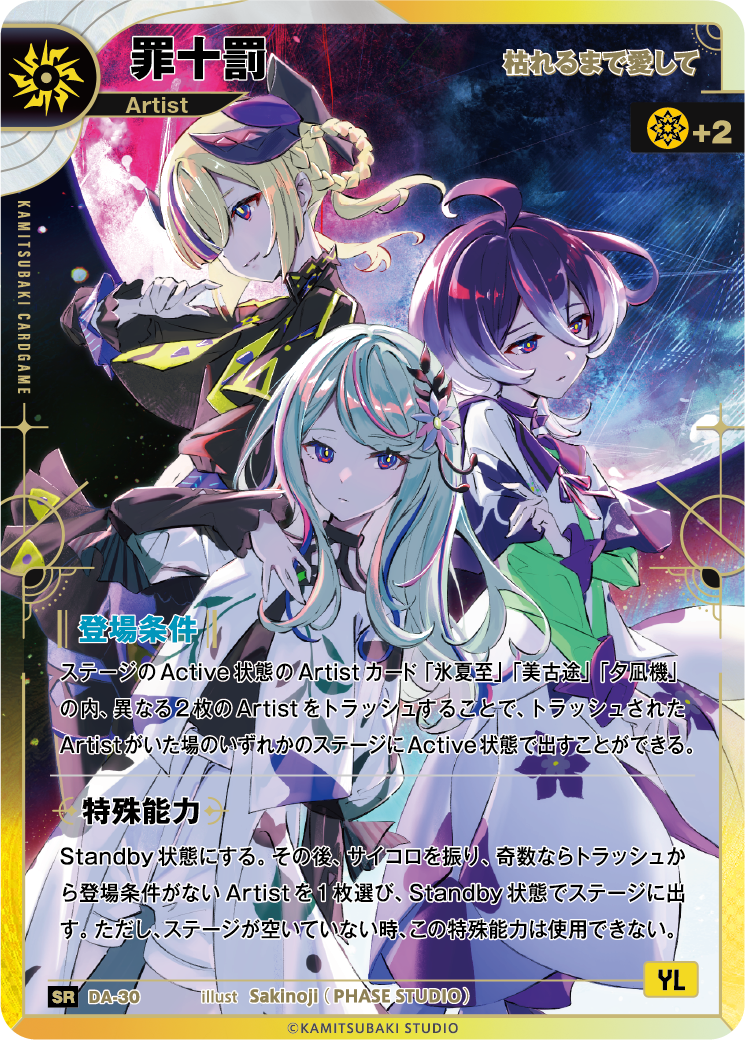 罪十罰
枯れるまで愛して
Artist
+2
KAMITSUBAKI CARDGAME
登場条件
ステージのActive状態のArtistカード「氷夏至」「美古途」「夕凪機」
の内、異なる2枚のArtistをトラッシュすることで、トラッシュされた
Artistがいた場のいずれかのステージにActive状態で出すことができる。
特殊能力
Standby状態にする。その後、サイコロを振り、奇数ならトラッシュか
ら登場条件がないArtistを1枚選び、Standby状態でステージに出
す。ただし、ステージが空いていない時、この特殊能力は使用できない。
YL
SR DA-30 illust Sakinoji（PHASE STUDIO）
©KAMITSUBAKI STUDIO